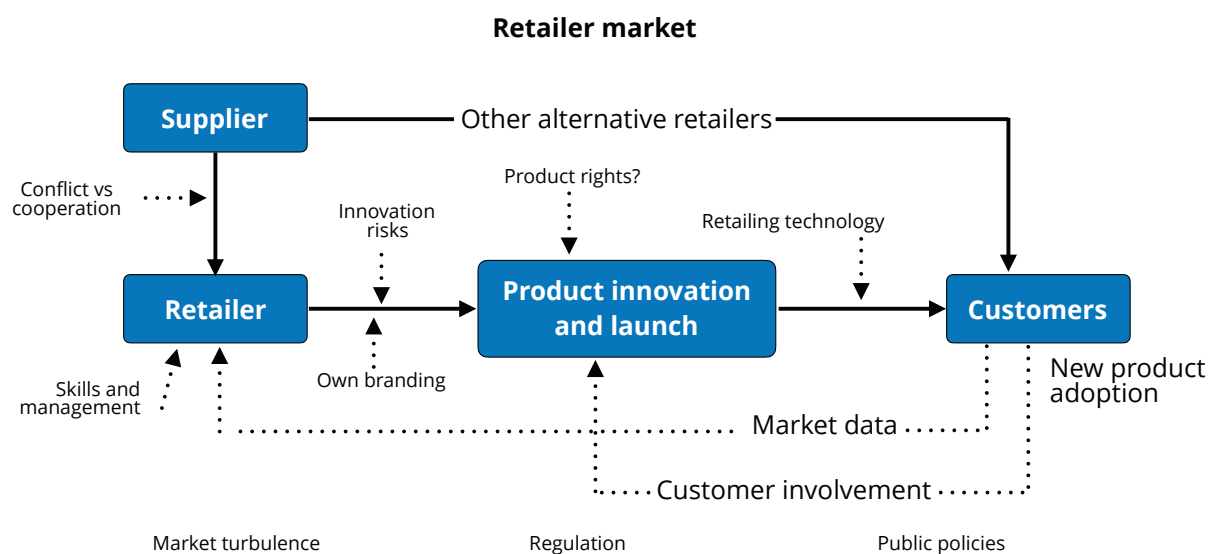 Retailer market
Supplier
Other alternative retailers
Product rights?
Conflict vs
cooperation
Innovation
risks
Retailing technology
Retailer
Product innovation
and launch
Customers
Own branding
Skills and
management
New product
adoption
Market data
Customer involvement
Market turbulence
Regulation
Public policies